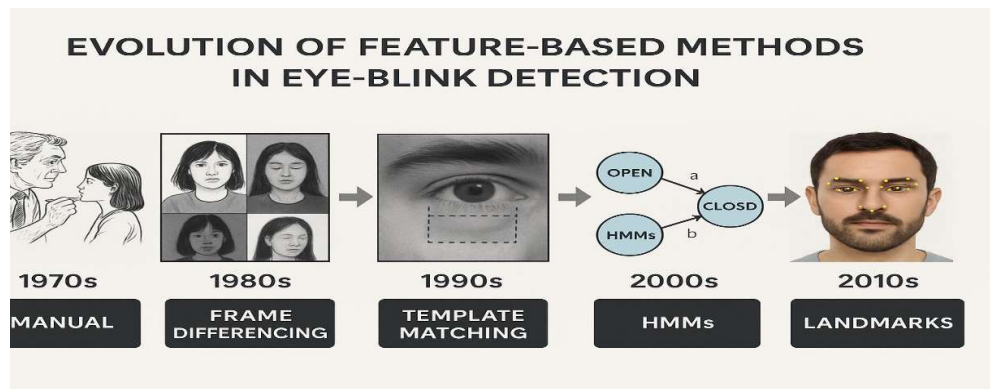 EVOLUTION OF FEATURE-BASED METHODS
IN EYE-BLINK DETECTION
OPEN
a
CLOSD
HMMs
b
1970s
1980s
1990s
2000s
2010s
MANUAL
FRAME
DIFFERENCING
TEMPLATE
MATCHING
HMMs
LANDMARKS